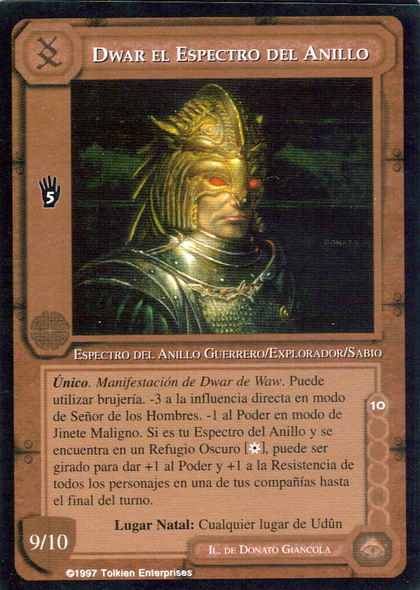 DWAR EL ESPECTRO DEL ANILLO
5
DONATO
ESPECTRO DEL ANILLO GUERRERO/EXPLORADOR/SABIO
Único. Manifestación de Dwar de Waw. Puede
utilizar brujería. -3 a la influencia directa en modo
de Señor de los Hombres. -1 al Poder en modo de
Jinete Maligno. Si es tu Espectro del Anillo y se
encuentra en un Refugio Oscuro [ ], puede ser
girado para dar +1 al Poder y +1 a la Resistencia de
todos los personajes en una de tus compañías hasta
el final del turno.
10
Lugar Natal: Cualquier lugar de Udûn
9/10
IL. DE DONATO GIANCOLA
©1997 Tolkien Enterprises